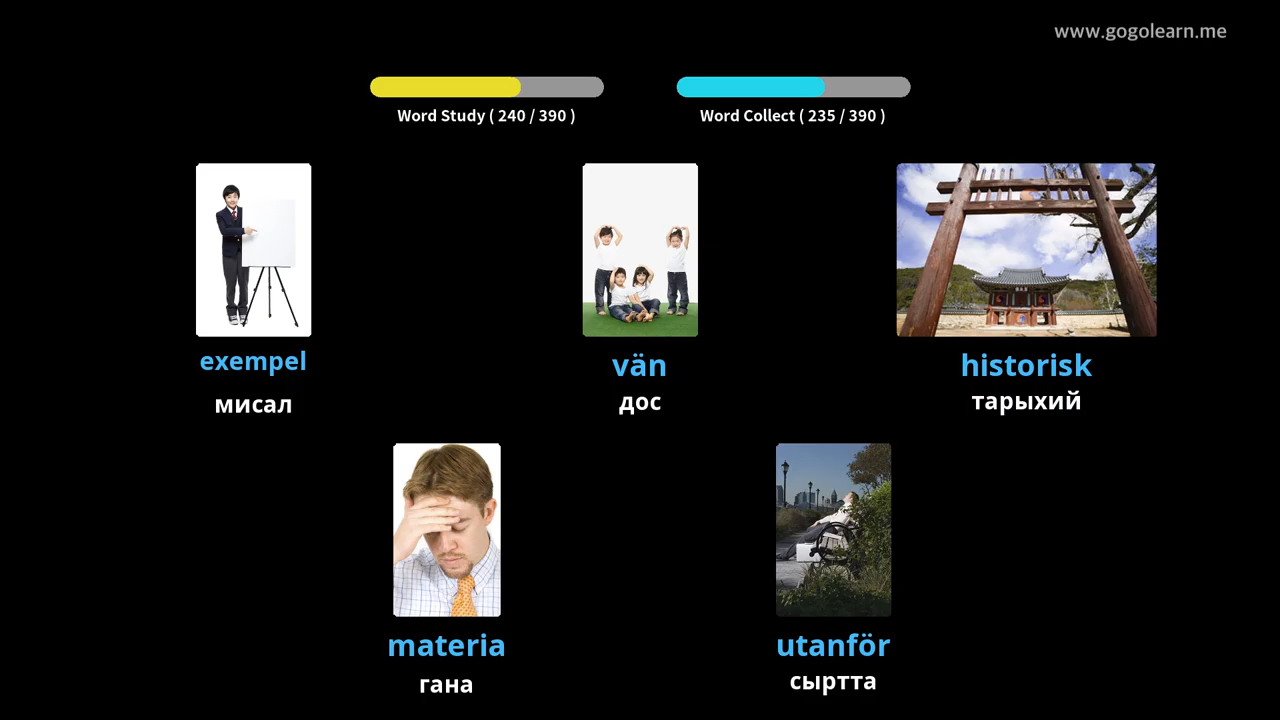 www.gogolearn.me
Word Study ( 240 / 390 )
Word Collect ( 235 / 390 )
exempel
мисал
vän
дос
historisk
тарыхий
materia
гана
utanför
сыртта